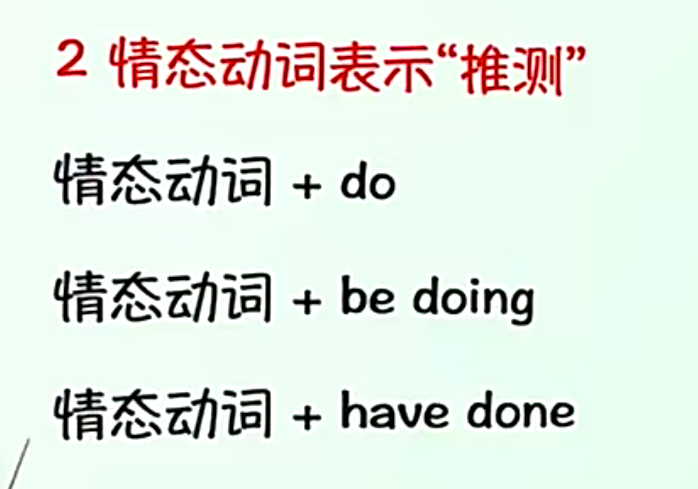 2 情态动词表示“推测”
情态动词 + do
情态动词 + be doing
情态动词 + have done